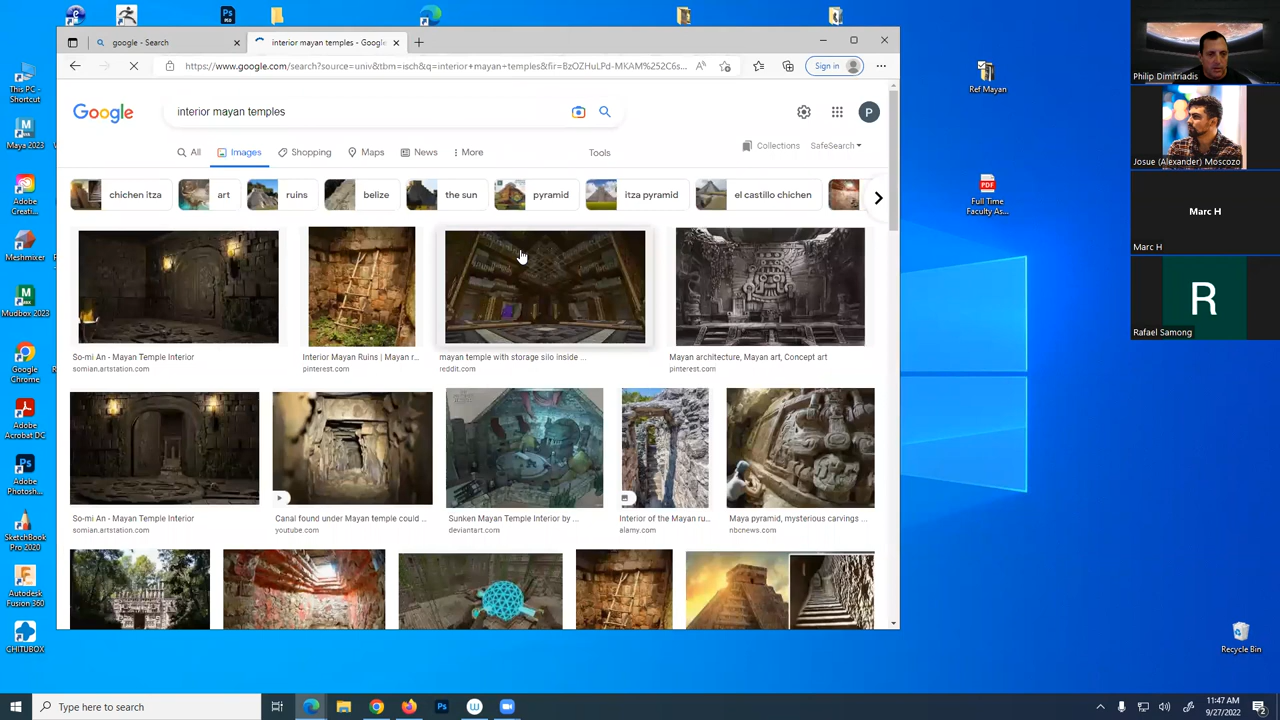 google - Search
interior mayan temples - Google
https://www.google.com/search?source=univ&tbm=isch&q=interior+mayan+temples&fir=BzOZHuLPd-MKAM%252C6s...
Sign in
Google
interior mayan temples
P
All
Images
Shopping
Maps
News
More
Tools
Collections
SafeSearch
chichen itza
art
ruins
belize
the sun
pyramid
itza pyramid
el castillo chichen
So-mi An - Mayan Temple Interior
somian.artstation.com
Interior Mayan Ruins | Mayan r...
pinterest.com
mayan temple with storage silo inside ...
reddit.com
Mayan architecture, Mayan art, Concept art
pinterest.com
So-mi An - Mayan Temple Interior
somian.artstation.com
Canal found under Mayan temple could ...
youtube.com
Sunken Mayan Temple Interior by ...
deviantart.com
Interior of the Mayan ru...
alamy.com
Maya pyramid, mysterious carvings ...
nbcnews.com
This PC -
Shortcut
Maya 2023
Adobe
Creati...
Meshmixer
Mudbox 2023
Google
Chrome
Adobe
Acrobat DC
Adobe
Photosh...
SketchBook
Pro 2020
Autodesk
Fusion 360
CHITUBOX
Ref Mayan
PDF
Full Time
Faculty As...
Recycle Bin
Philip Dimitriadis
Josue (Alexander) Moscozo
Marc H
Marc H
R
Rafael Samong
Type here to search
11:47 AM
9/27/2022
2